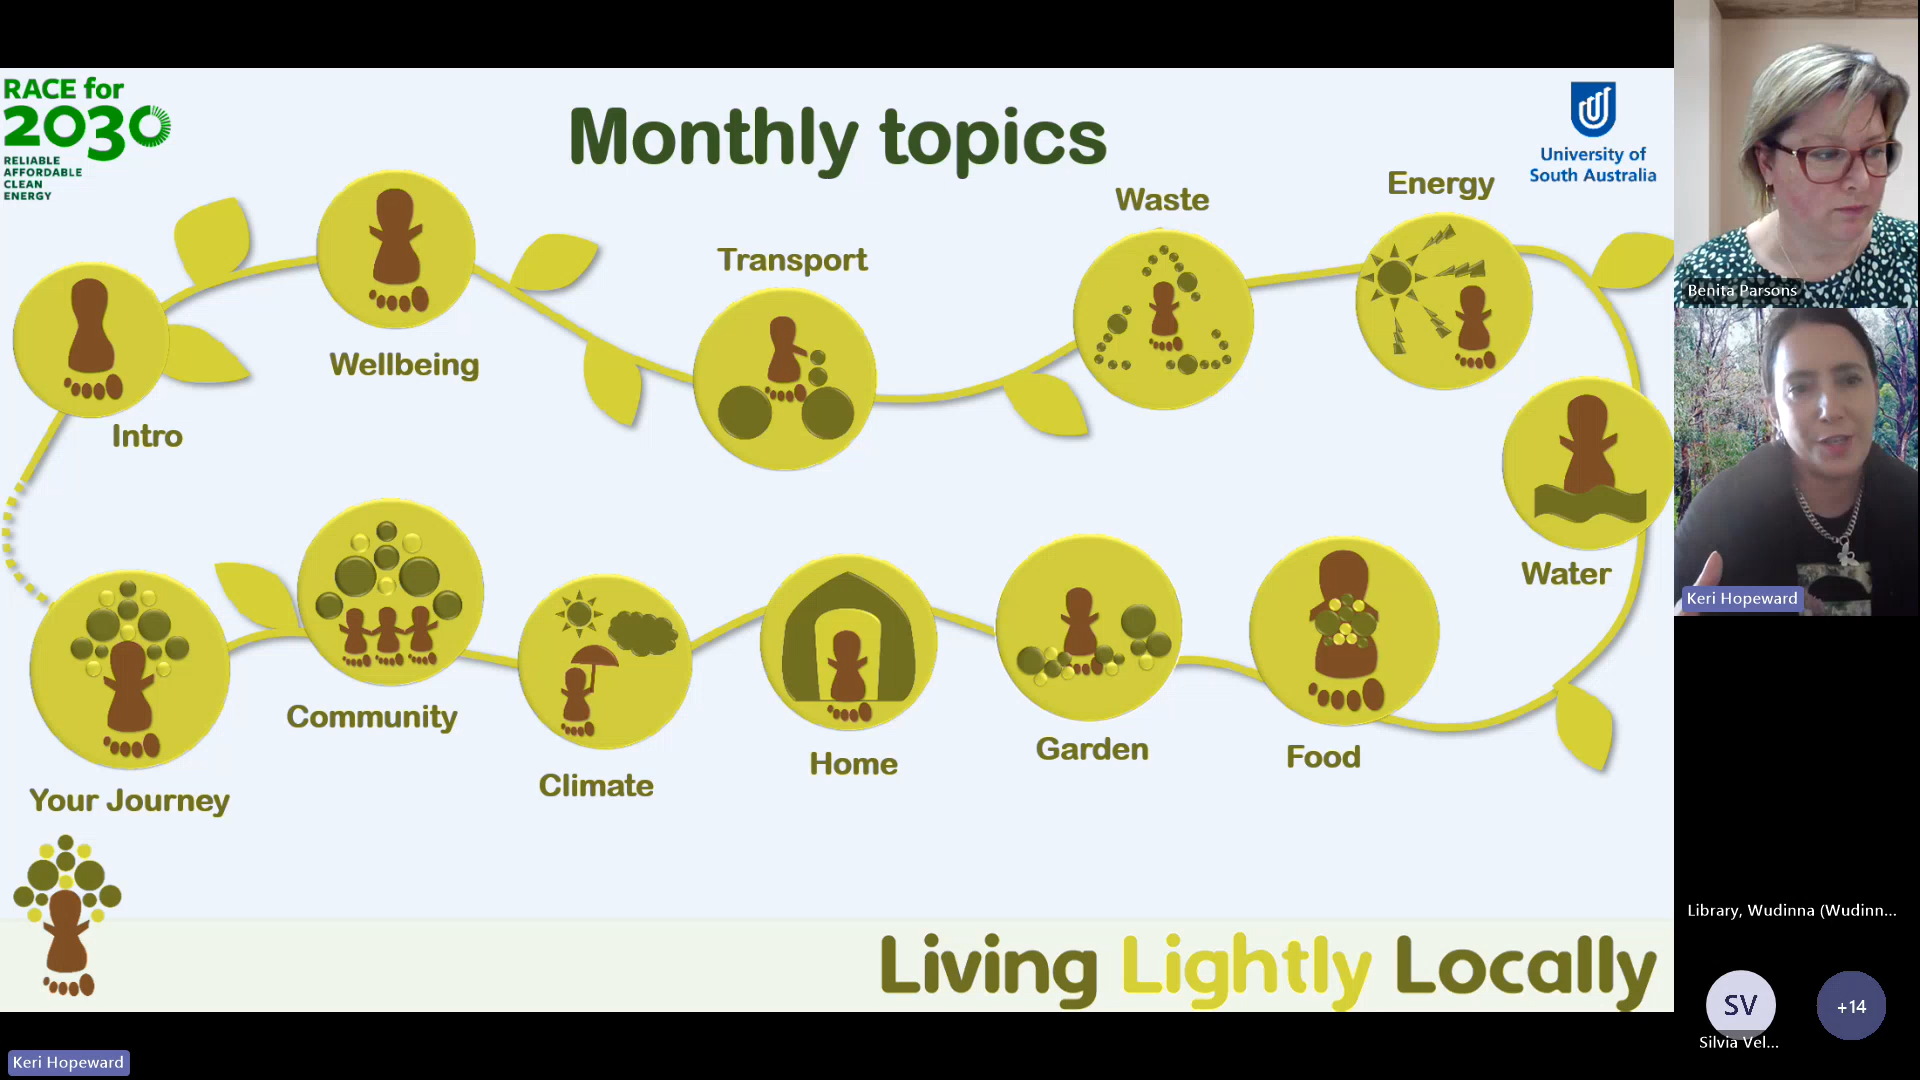 RACE for
2030
RELIABLE
AFFORDABLE
CLEAN
ENERGY
Monthly topics
University of
South Australia
Intro
Wellbeing
Transport
Waste
Energy
Water
Food
Garden
Home
Climate
Community
Your Journey
Living Lightly Locally
Keri Hopeward
Benita Parsons
Keri Hopeward
Library, Wudinna (Wudinn...
SV
Silvia Vel...
+14